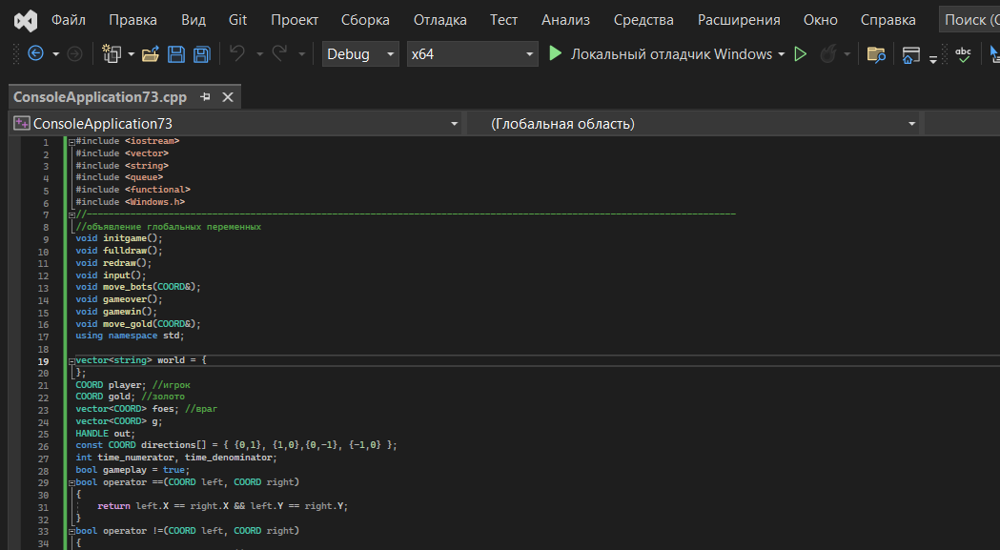 Файл Правка Вид Git Проект Сборка Отладка Тест Анализ Средства Расширения Окно Справка Поиск (C
Debug x64 Локальный отладчик Windows abc
ConsoleApplication73.cpp
ConsoleApplication73 (Глобальная область)
1 #include <iostream>
2 #include <vector>
3 #include <string>
4 #include <queue>
5 #include <functional>
6 #include <Windows.h>
7 //------------------------------------------------------------------------------------------------------------------------
8 //объявление глобальных переменных
9 void initgame();
10 void fulldraw();
11 void redraw();
12 void input();
13 void move_bots(COORD&);
14 void gameover();
15 void gamewin();
16 void move_gold(COORD&);
17 using namespace std;
18
19 vector<string> world = {
20 };
21 COORD player; //игрок
22 COORD gold; //золото
23 vector<COORD> foes; //враг
24 vector<COORD> g;
25 HANDLE out;
26 const COORD directions[] = { {0,1}, {1,0},{0,-1}, {-1,0} };
27 int time_numerator, time_denominator;
28 bool gameplay = true;
29 bool operator ==(COORD left, COORD right)
30 {
31 return left.X == right.X && left.Y == right.Y;
32 }
33 bool operator !=(COORD left, COORD right)
34 {